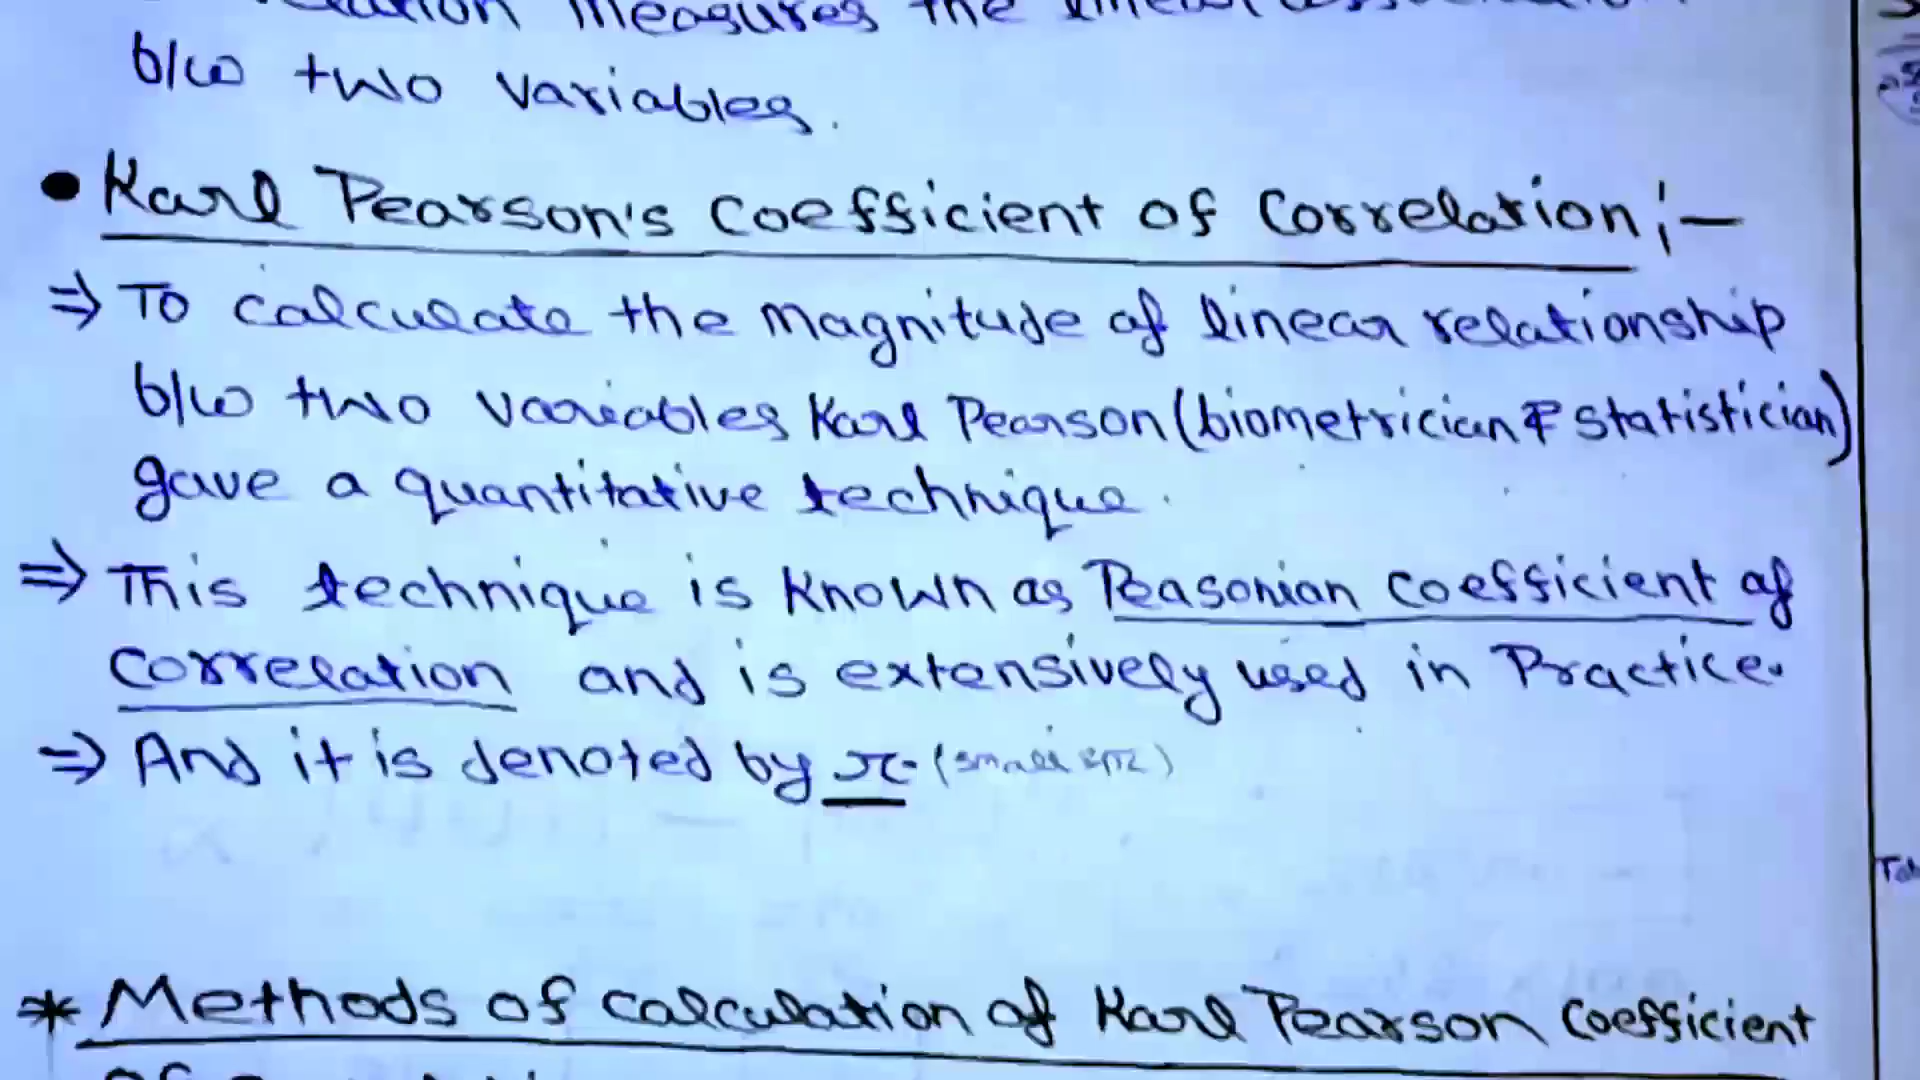 measures the
b/w two variables.
• Karl Pearson's coefficient of correlation;-
⇒ To calculate the magnitude of linear relationship
b/w two variables Karl Pearson (biometrician & statistician)
gave a quantitative technique.
⇒ This technique is known as Peasonian coefficient of
correlation and is extensively used in Practice.
⇒ And it is denoted by r (small
* Methods of calculation of Karl Pearson coefficient